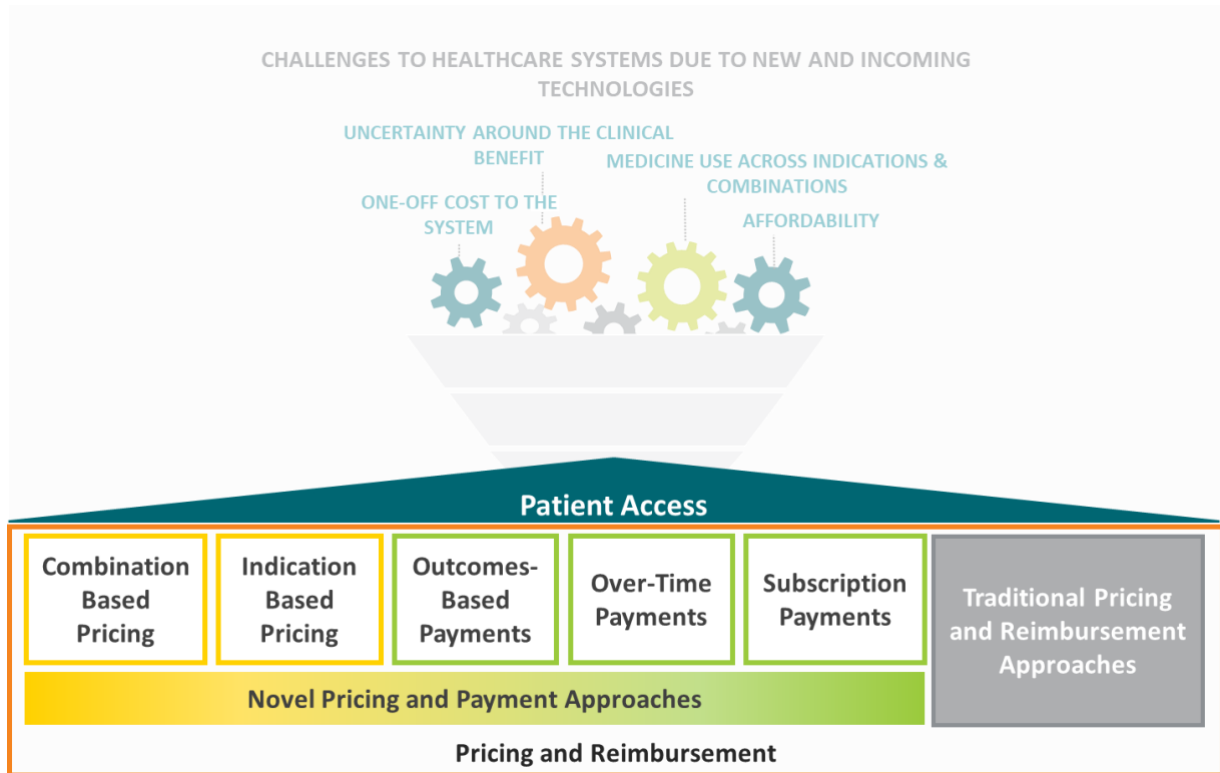 CHALLENGES TO HEALTHCARE SYSTEMS DUE TO NEW AND INCOMING
TECHNOLOGIES
UNCERTAINTY AROUND THE CLINICAL
BENEFIT
MEDICINE USE ACROSS INDICATIONS &
COMBINATIONS
ONE-OFF COST TO THE
SYSTEM
AFFORDABILITY
Patient Access
Combination
Based
Pricing
Indication
Based
Pricing
Outcomes-
Based
Payments
Over-Time
Payments
Subscription
Payments
Traditional Pricing
and Reimbursement
Approaches
Novel Pricing and Payment Approaches
Pricing and Reimbursement